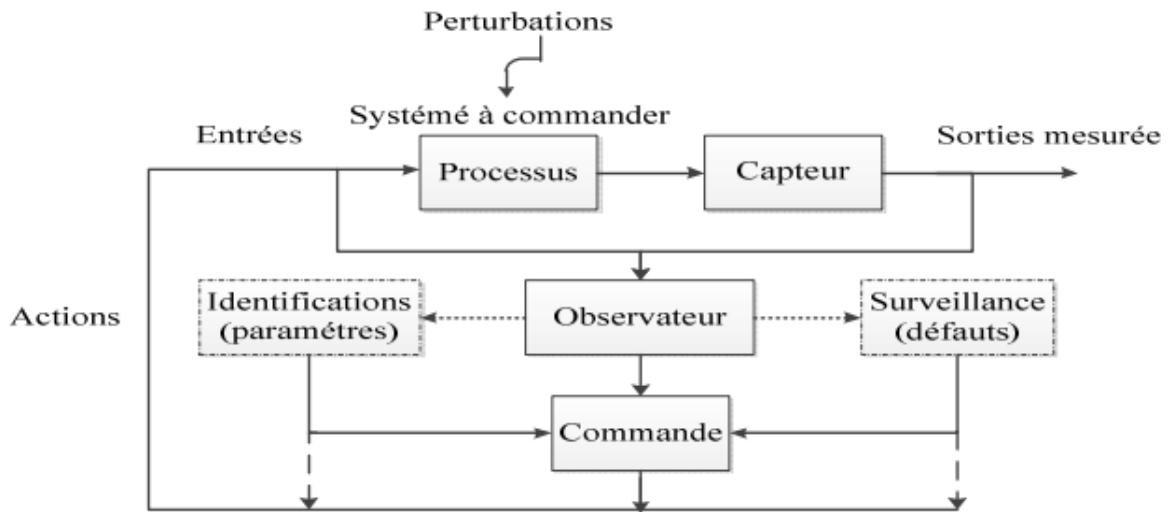 Perturbations
Systémé à commander
Entrées
Sorties mesurée
Processus
Capteur
Identifications
(paramétres)
Observateur
Surveillance
(défauts)
Actions
Commande